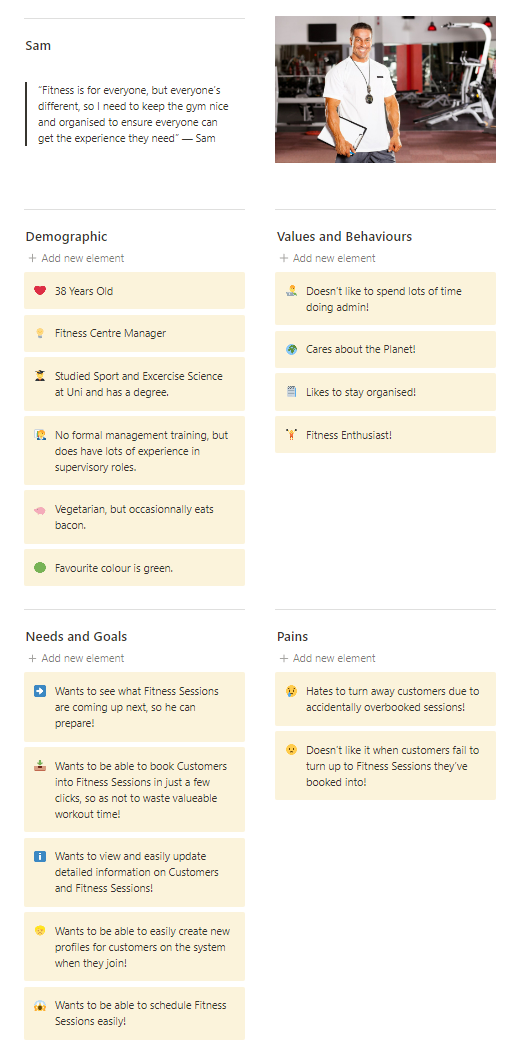 Sam
“Fitness is for everyone, but everyone’s
different, so I need to keep the gym nice
and organised to ensure everyone can
get the experience they need” — Sam
Demographic
+ Add new element
38 Years Old
Fitness Centre Manager
Studied Sport and Excercise Science
at Uni and has a degree.
No formal management training, but
does have lots of experience in
supervisory roles.
Vegetarian, but occasionnally eats
bacon.
Favourite colour is green.
Values and Behaviours
+ Add new element
Doesn’t like to spend lots of time
doing admin!
Cares about the Planet!
Likes to stay organised!
Fitness Enthusiast!
Needs and Goals
+ Add new element
Wants to see what Fitness Sessions
are coming up next, so he can
prepare!
Wants to be able to book Customers
into Fitness Sessions in just a few
clicks, so as not to waste valueable
workout time!
Wants to view and easily update
detailed information on Customers
and Fitness Sessions!
Wants to be able to easily create new
profiles for customers on the system
when they join!
Wants to be able to schedule Fitness
Sessions easily!
Pains
+ Add new element
Hates to turn away customers due to
accidentally overbooked sessions!
Doesn’t like it when customers fail to
turn up to Fitness Sessions they’ve
booked into!